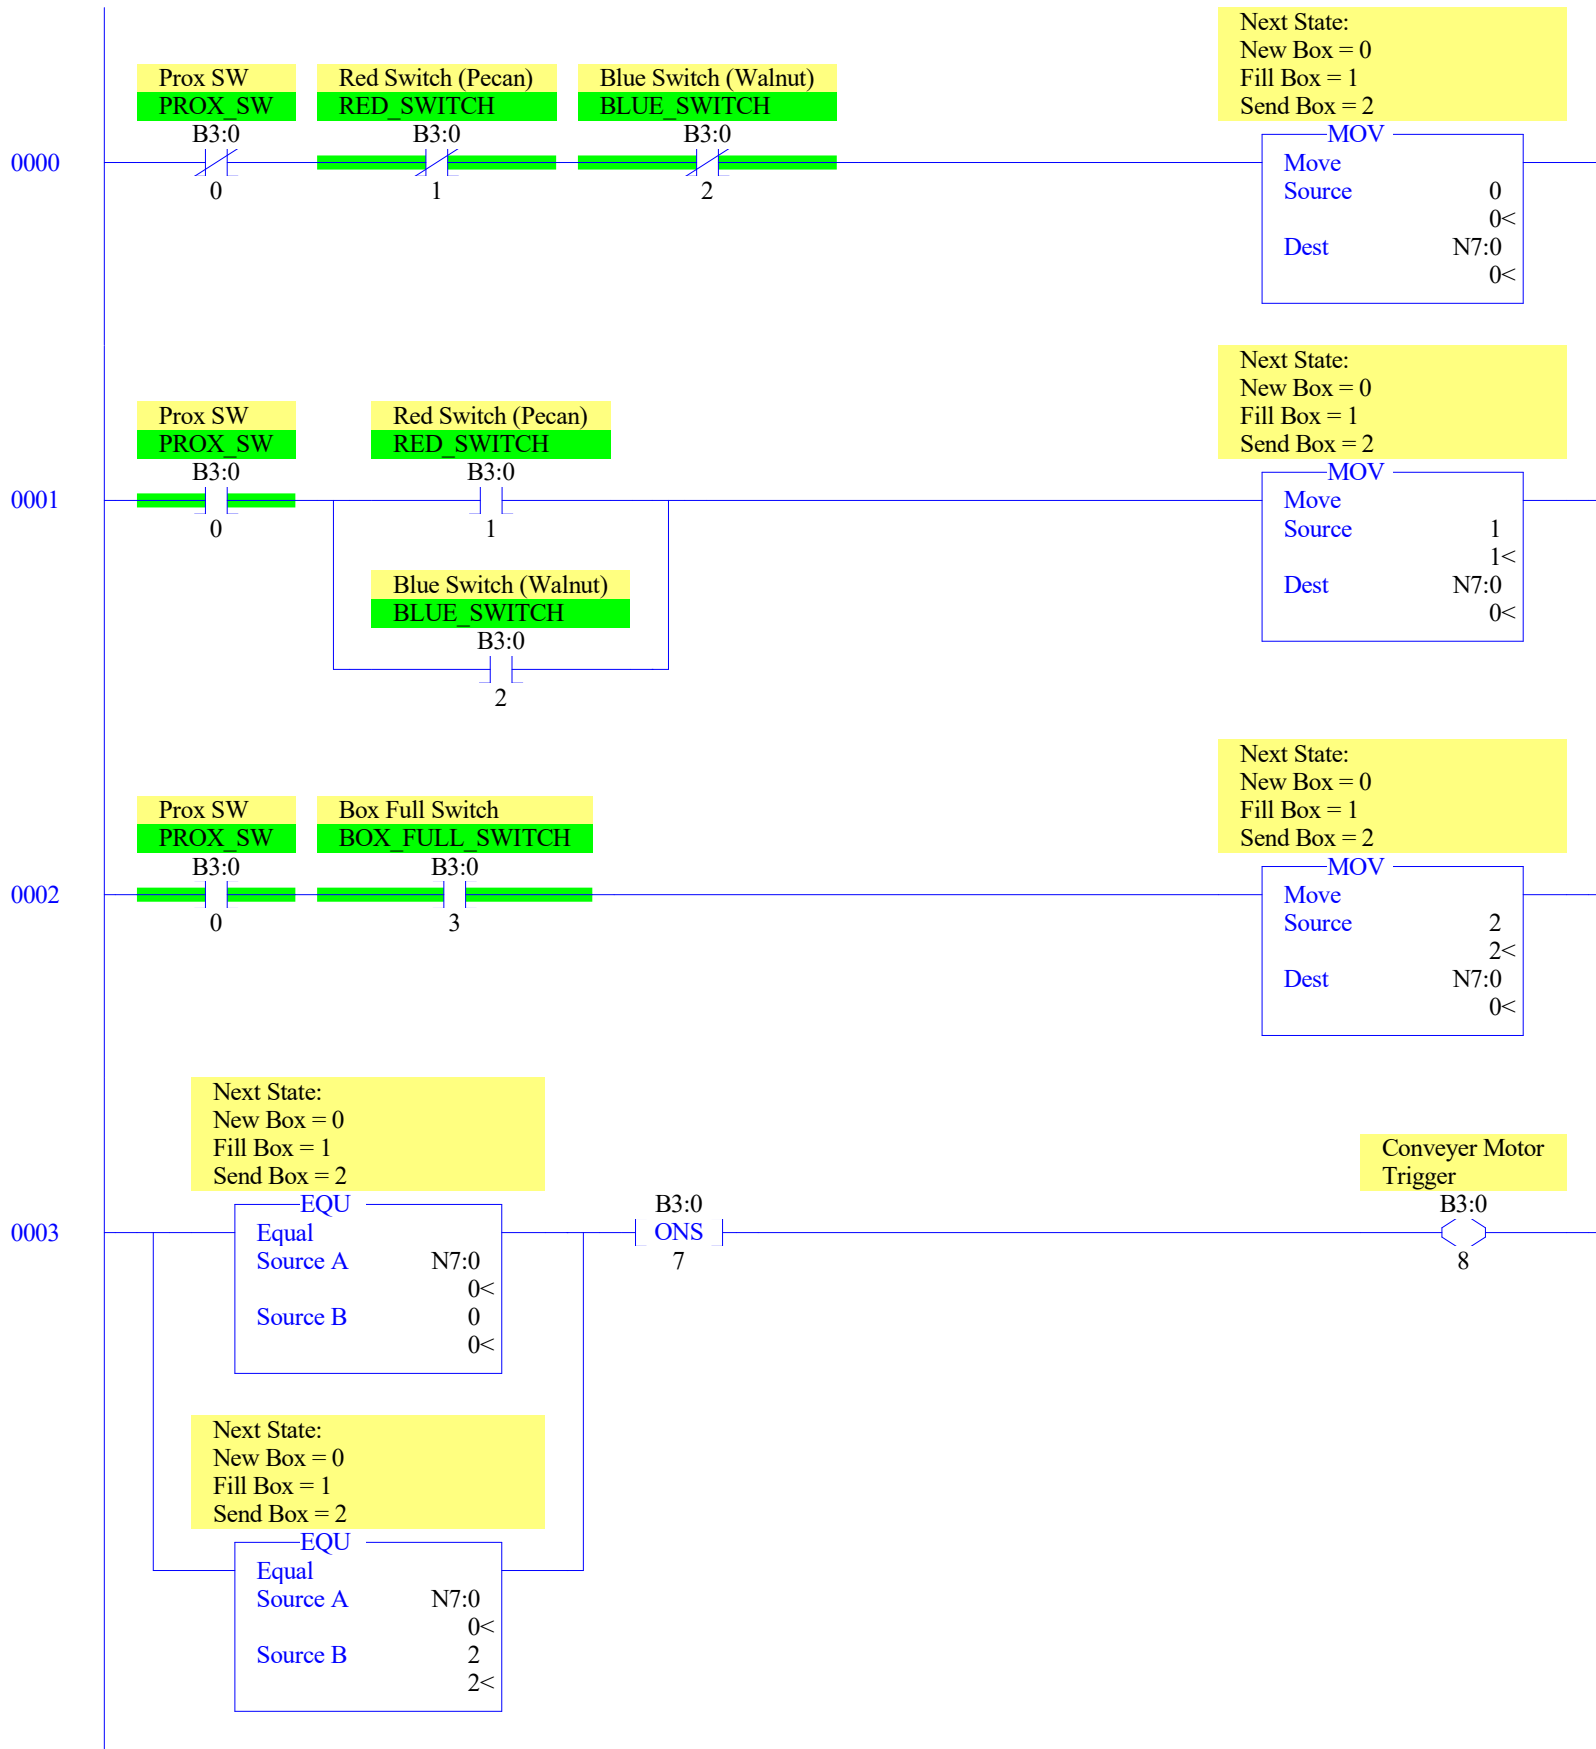 Next State:
New Box = 0
Fill Box = 1
Send Box = 2
Prox SW
PROX_SW
B3:0
0
Red Switch (Pecan)
RED_SWITCH
B3:0
1
Blue Switch (Walnut)
BLUE_SWITCH
B3:0
2
0000
MOV
Move
Source 0
0<
Dest N7:0
0<
Next State:
New Box = 0
Fill Box = 1
Send Box = 2
Prox SW
PROX_SW
B3:0
0
Red Switch (Pecan)
RED_SWITCH
B3:0
1
0001
MOV
Move
Source 1
1<
Dest N7:0
0<
Blue Switch (Walnut)
BLUE_SWITCH
B3:0
2
Next State:
New Box = 0
Fill Box = 1
Send Box = 2
Prox SW
PROX_SW
B3:0
0
Box Full Switch
BOX_FULL_SWITCH
B3:0
3
0002
MOV
Move
Source 2
2<
Dest N7:0
0<
Next State:
New Box = 0
Fill Box = 1
Send Box = 2
0003
EQU
Equal
Source A N7:0
0<
Source B 0
0<
B3:0
ONS
7
Conveyer Motor
Trigger
B3:0
8
Next State:
New Box = 0
Fill Box = 1
Send Box = 2
EQU
Equal
Source A N7:0
0<
Source B 2
2<